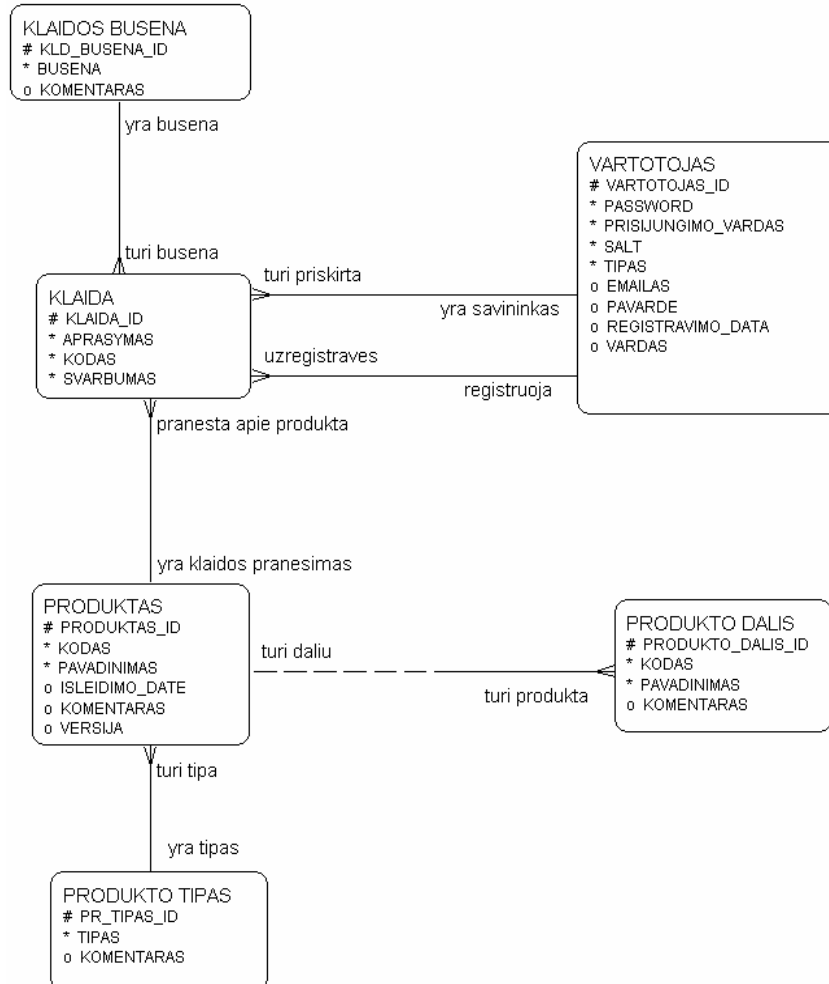 KLAIDOS BUSENA
# KLD_BUSENA_ID
* BUSENA
o KOMENTARAS
yra busena
turi busena
VARTOTOJAS
# VARTOTOJAS_ID
* PASSWORD
* PRISIJUNGIMO_VARDAS
* SALT
* TIPAS
o EMAILAS
o PAVARDE
o REGISTRAVIMO_DATA
o VARDAS
KLAIDA
# KLAIDA_ID
* APRASYMAS
* KODAS
* SVARBUMAS
turi priskirta
yra savininkas
uzregistraves
registruoja
pranesta apie produkta
yra klaidos pranesimas
PRODUKTAS
# PRODUKTAS_ID
* KODAS
* PAVADINIMAS
o ISLEIDIMO_DATE
o KOMENTARAS
o VERSIJA
turi daliu
turi produkta
PRODUKTO DALIS
# PRODUKTO_DALIS_ID
* KODAS
* PAVADINIMAS
o KOMENTARAS
turi tipa
yra tipas
PRODUKTO TIPAS
# PR_TIPAS_ID
* TIPAS
o KOMENTARAS